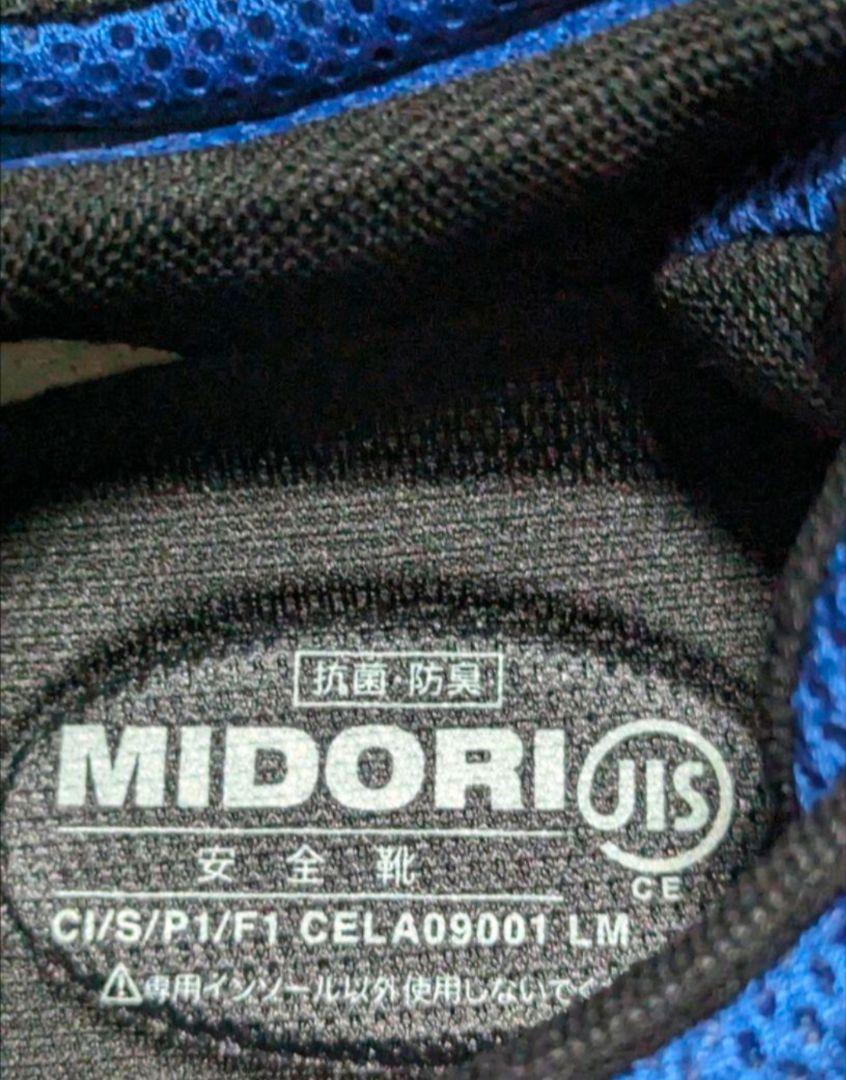 抗菌・防臭
MIDORI JIS
安全靴 CE
CI/S/P1/F1 CELA09001 LM
⚠専用インソール以外使用しないでく